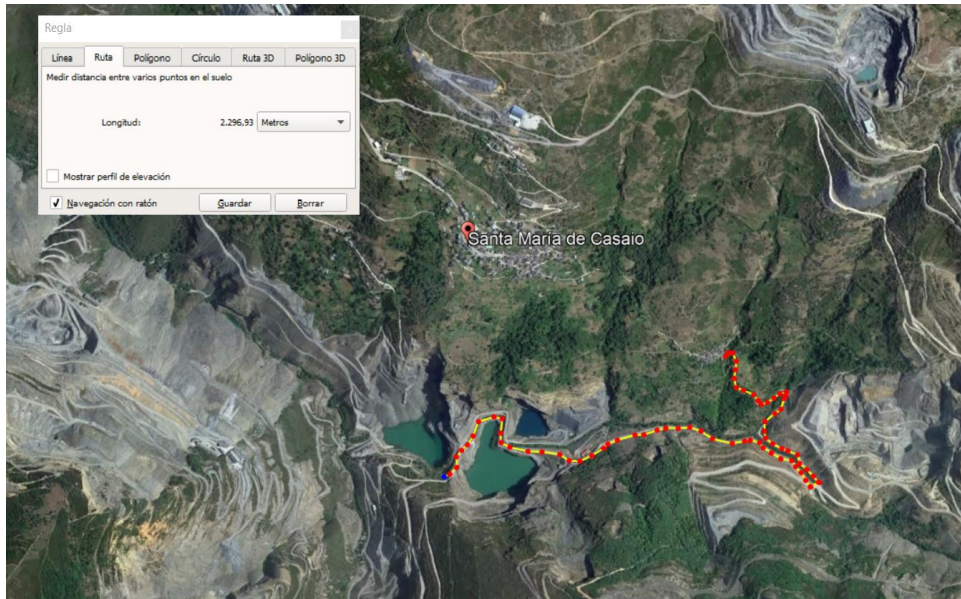 Regla
Línea Ruta Polígono Círculo Ruta 3D Polígono 3D
Medir distancia entre varios puntos en el suelo
Longitud: 2.296,93 Metros
Mostrar perfil de elevación
Navegación con ratón Guardar Borrar
Santa María de Casaio